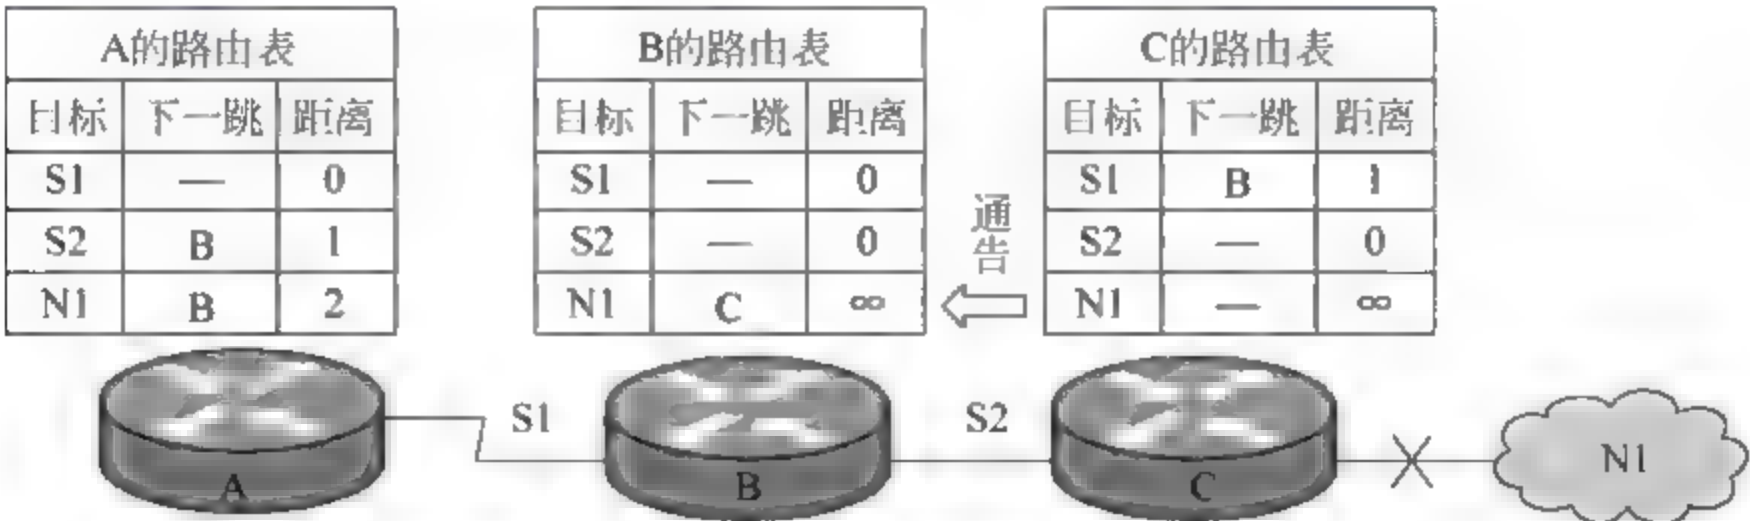 A的路由表
目标 下一跳 距离
S1 — 0
S2 B 1
N1 B 2
B的路由表
目标 下一跳 距离
S1 — 0
S2 — 0
N1 C ∞
通告
C的路由表
目标 下一跳 距离
S1 B 1
S2 — 0
N1 — ∞
A
S1
B
S2
C
N1